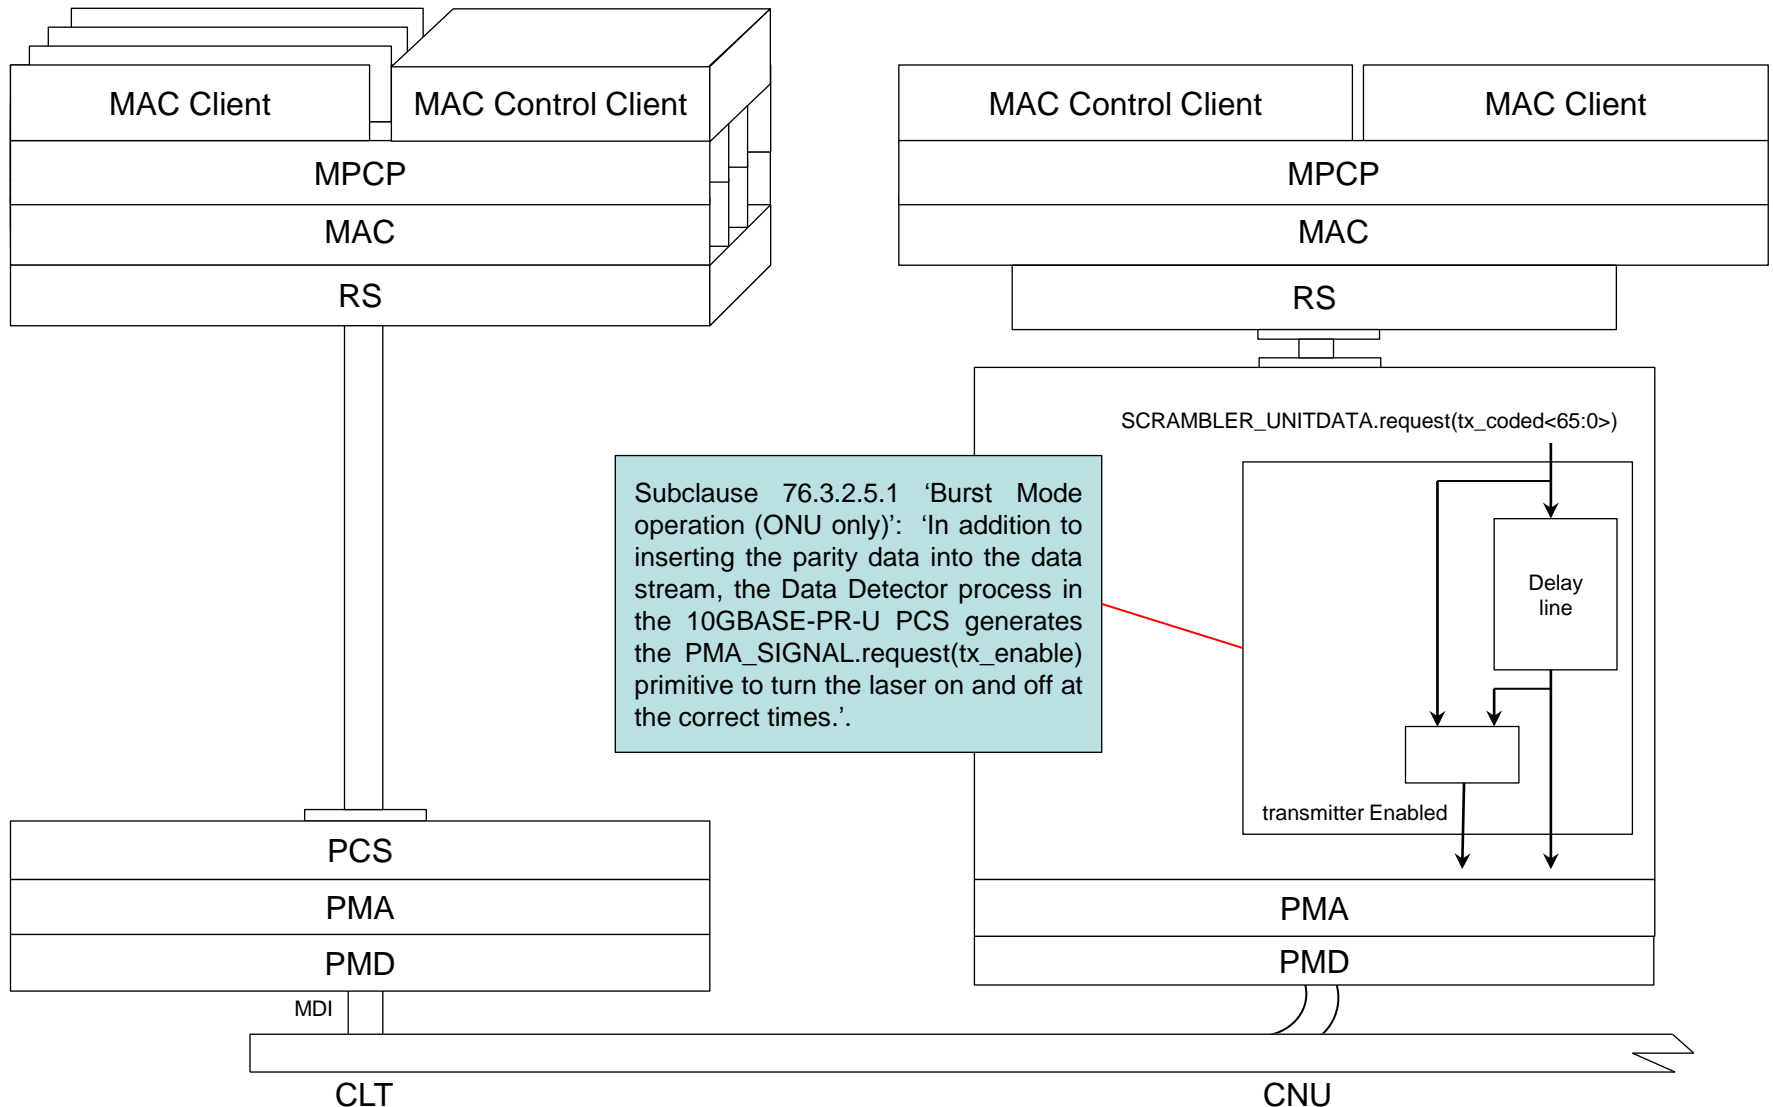 MAC Client
MAC Control Client
MPCP
MAC
RS
PCS
PMA
PMD
MDI
CLT
MAC Control Client
MAC Client
MPCP
MAC
RS
SCRAMBLER_UNITDATA.request(tx_coded<65:0>)
Subclause 76.3.2.5.1 ‘Burst Mode
operation (ONU only)’: ‘In addition to
inserting the parity data into the data
stream, the Data Detector process in
the 10GBASE-PR-U PCS generates
the PMA_SIGNAL.request(tx_enable)
primitive to turn the laser on and off at
the correct times.’.
Delay
line
transmitter Enabled
PMA
PMD
CNU